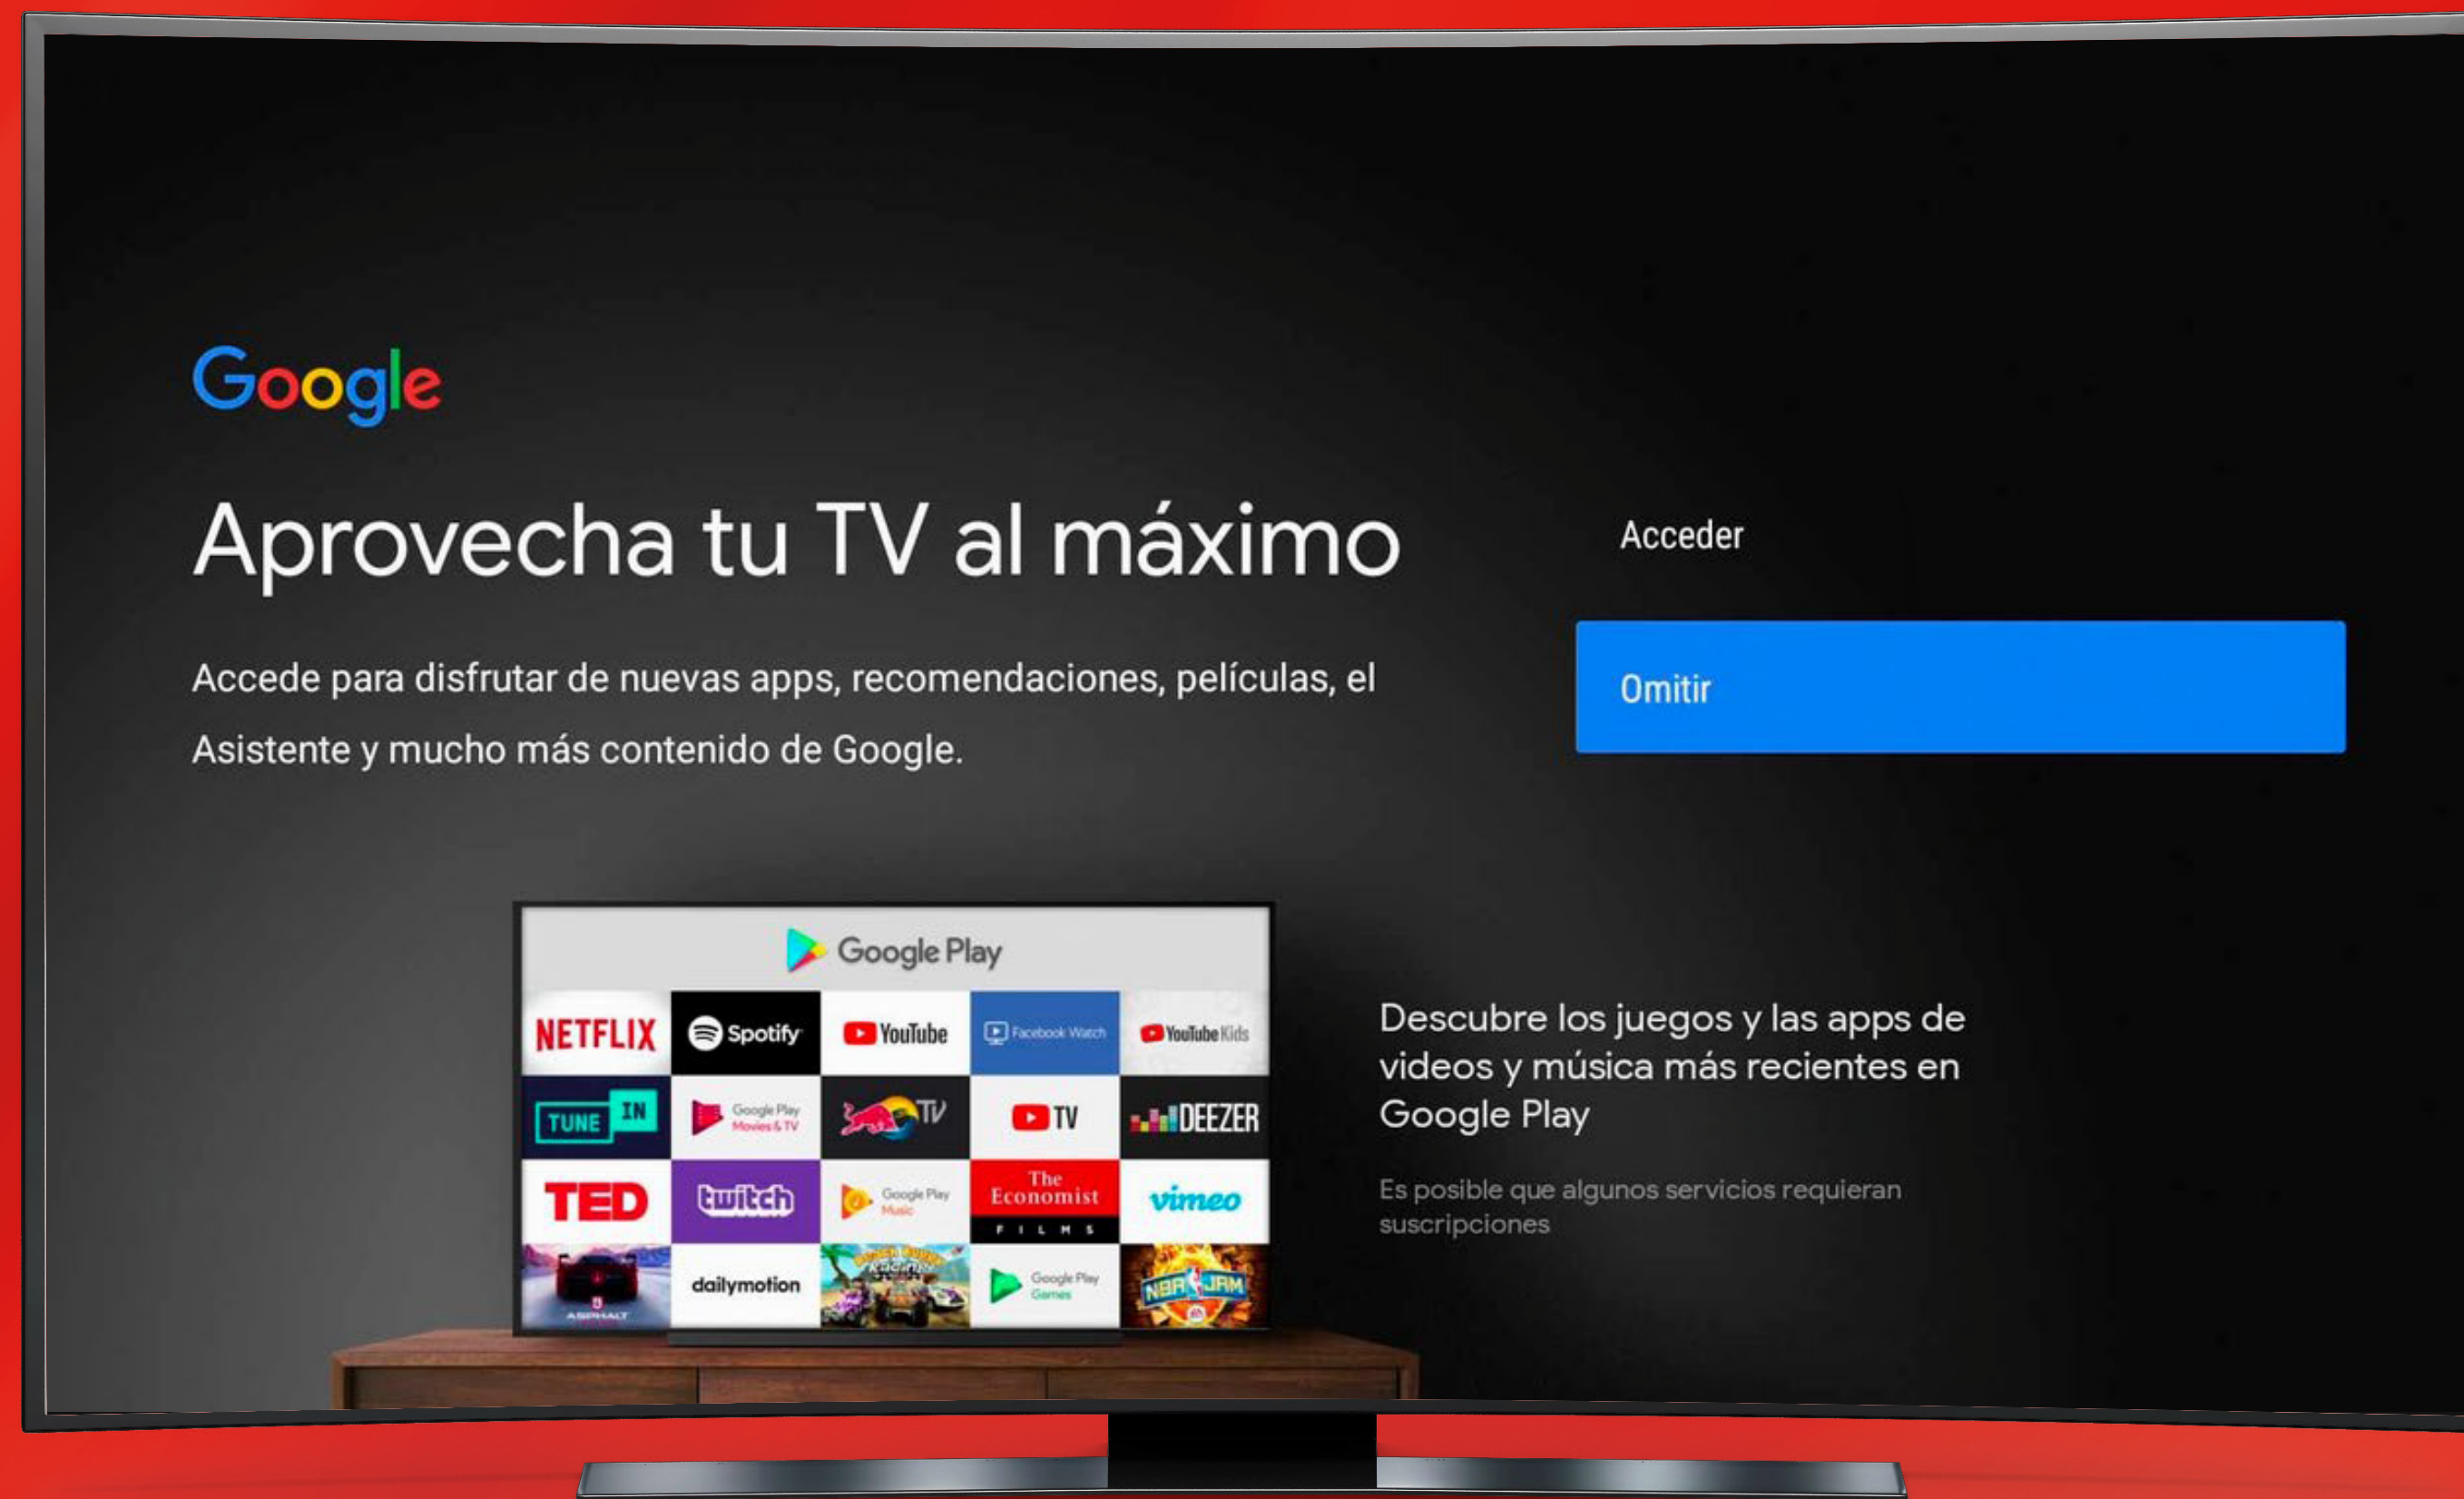 Google
Aprovecha tu TV al máximo
Accede para disfrutar de nuevas apps, recomendaciones, películas, el
Asistente y mucho más contenido de Google.
Acceder
Omitir
Google Play
NETFLIX
Spotify
YouTube
Facebook Watch
YouTube Kids
TUNE IN
Google Play
Movies & TV
TV
TV
DEEZER
TED
twitch
Google Play
Music
The
Economist
FILMS
vimeo
ASPHALT
dailymotion
Google Play
Games
NBA JAM
EA
Descubre los juegos y las apps de
videos y música más recientes en
Google Play
Es posible que algunos servicios requieran
suscripciones